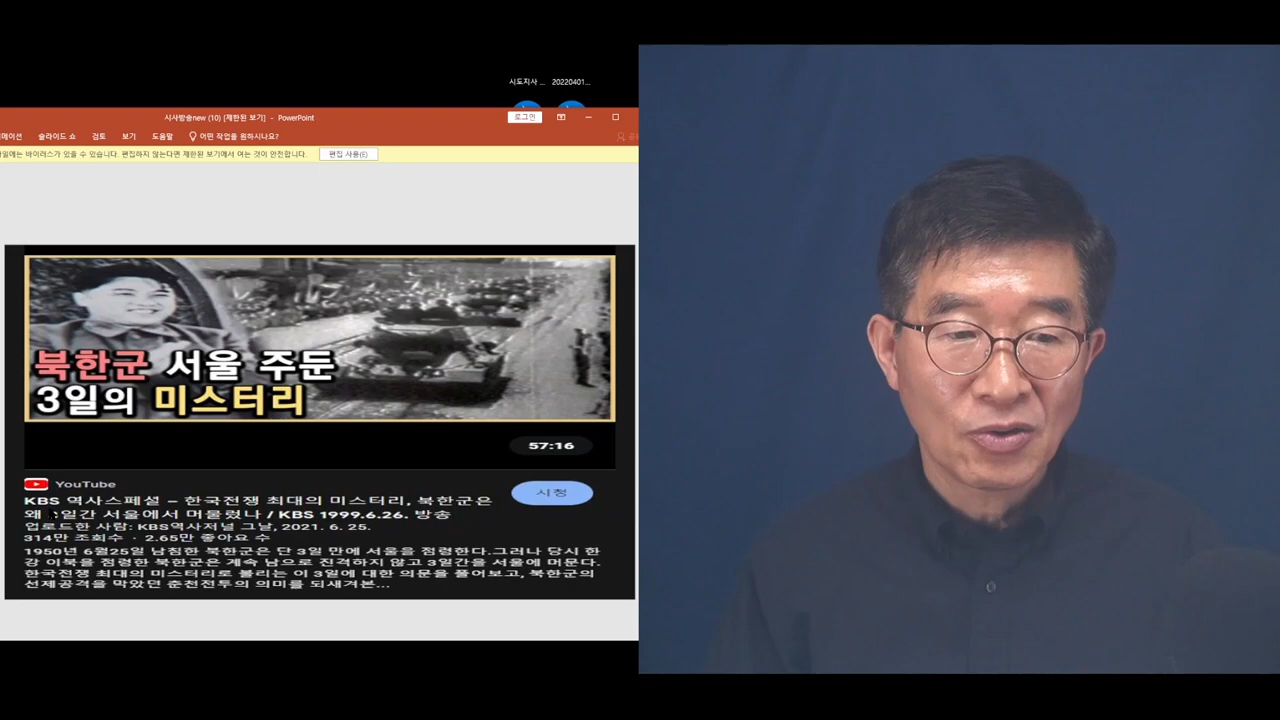 시도지사 ... 20220401...
시사방송new (10) [제한된 보기] - PowerPoint
로그인
메이션 슬라이드 쇼 검토 보기 도움말 어떤 작업을 원하시나요?
바이러스가 있을 수 있습니다. 편집하지 않는다면 제한된 보기에서 여는 것이 안전합니다. 편집 사용(E)
북한군 서울 주둔
3일의 미스터리
57:16
YouTube
KBS 역사스페셜 – 한국전쟁 최대의 미스터리, 북한군은
왜 일간 서울에서 머물렀나 / KBS 1999.6.26. 방송
시청
업로드한 사람: KBS역사저널 그날, 2021. 6. 25.
314만 조회수 · 2.65만 좋아요 수
1950년 6월25일 남침한 북한군은 단 3일 만에 서울을 점령한다.그러나 당시 한
강 이북을 점령한 북한군은 계속 남으로 진격하지 않고 3일간을 서울에 머문다.
한국전쟁 최대의 미스터리로 불리는 이 3일에 대한 의문을 풀어보고, 북한군의
선제공격을 막았던 춘천전투의 의미를 되새겨본...